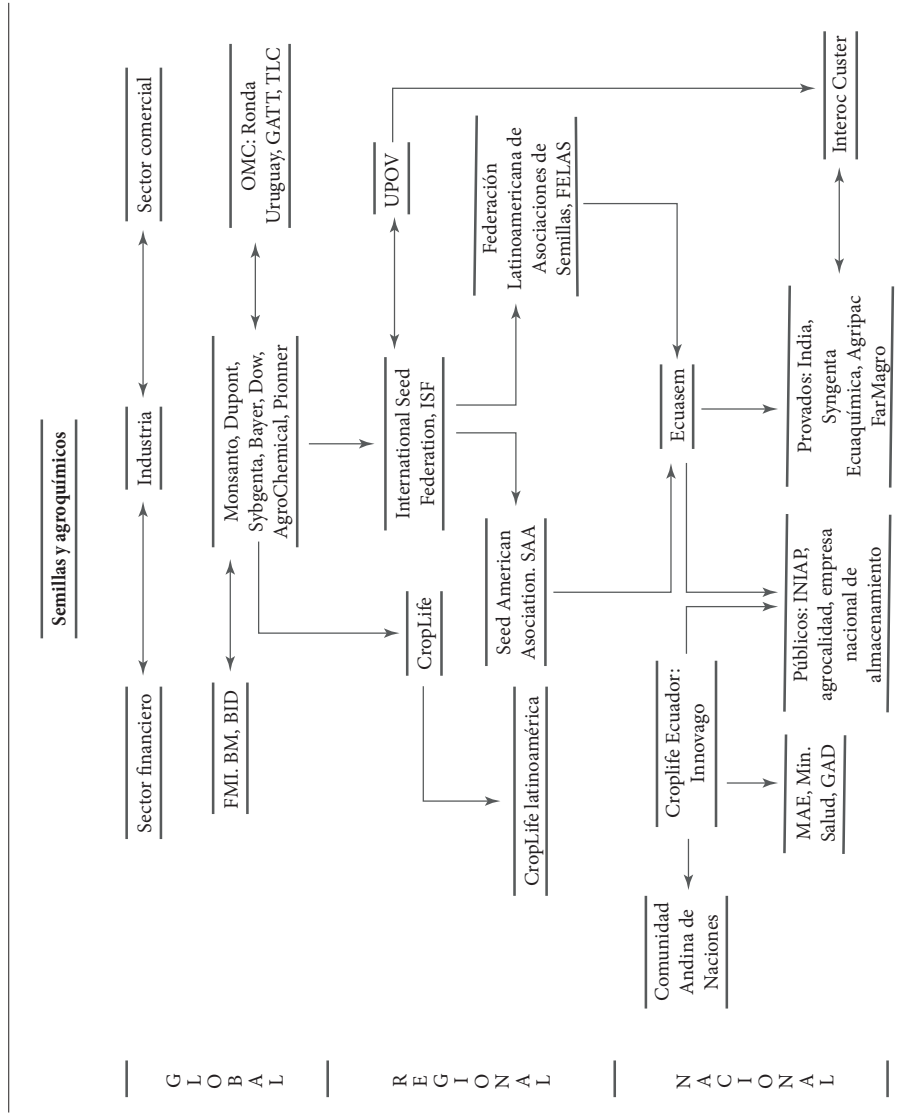 Semillas y agroquímicos
Sector financiero
Industria
Sector comercial
FMI. BM, BID
Monsanto, Dupont,
Sybgenta, Bayer, Dow,
AgroChemical, Pionner
OMC: Ronda
Uruguay, GATT, TLC
GLOBAL
CropLife
International Seed
Federation, ISF
UPOV
CropLife latinoamérica
Seed American
Asociation. SAA
Federación
Latinoamericana de
Asociaciones de
Semillas, FELAS
REGIONAL
Comunidad
Andina de
Naciones
Croplife Ecuador:
Innovago
Ecuasem
MAE, Min.
Salud, GAD
Públicos: INIAP,
agrocalidad, empresa
nacional de
almacenamiento
Provados: India,
Syngenta
Ecuaquímica, Agripac
FarMagro
Interoc Custer
NACIONAL